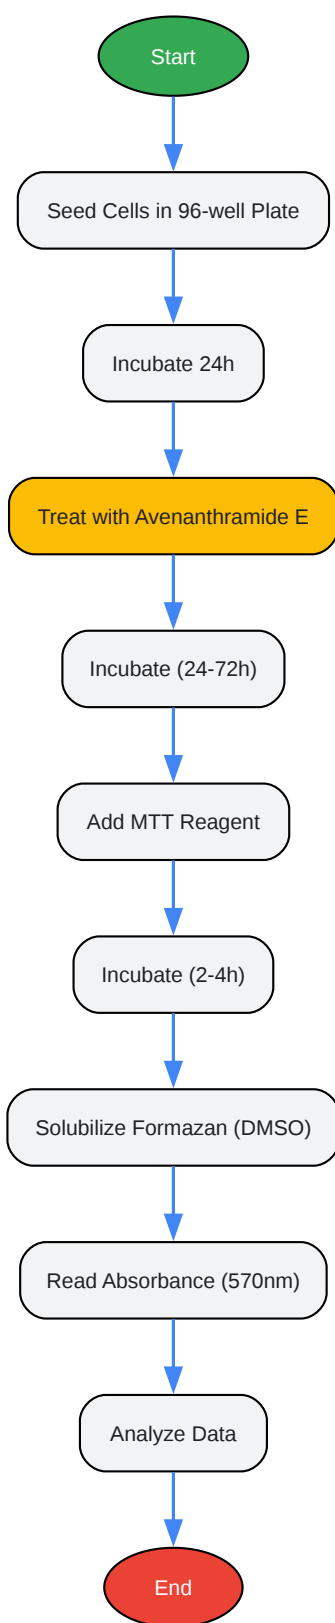 Start
Seed Cells in 96-well Plate
Incubate 24h
Treat with Avenanthramide E
Incubate (24-72h)
Add MTT Reagent
Incubate (2-4h)
Solubilize Formazan (DMSO)
Read Absorbance (570nm)
Analyze Data
End